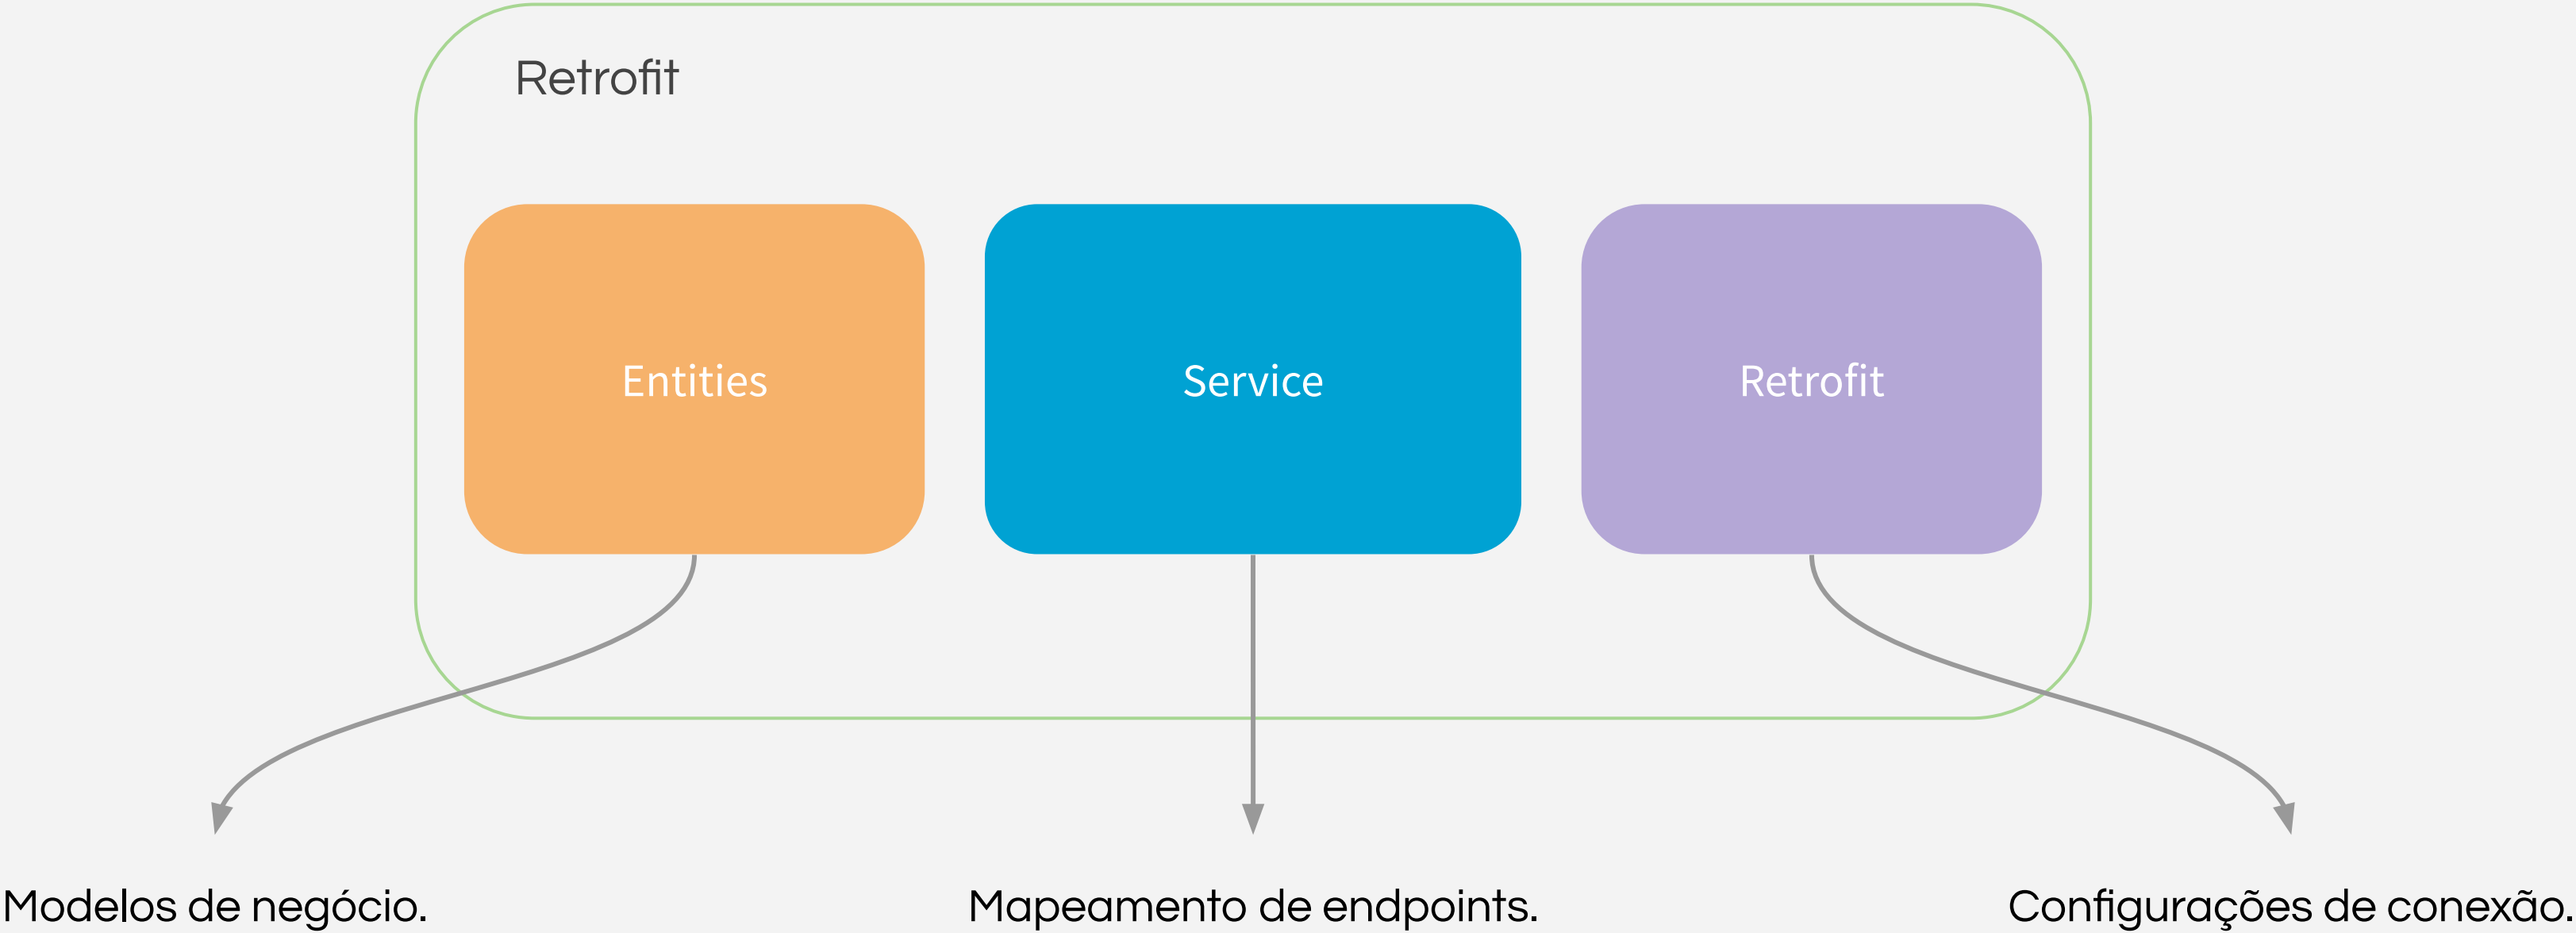 Retrofit
Entities
Service
Retrofit
Modelos de negócio.
Mapeamento de endpoints.
Configurações de conexão.